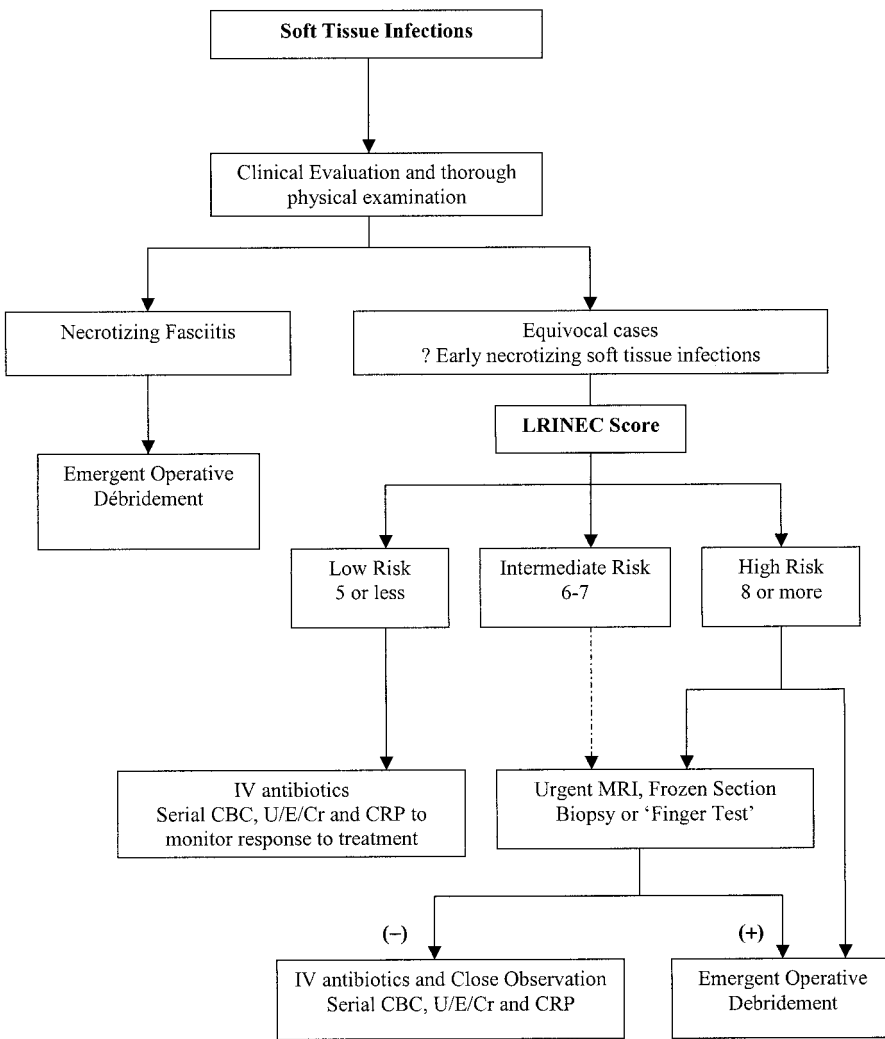 Soft Tissue Infections
Clinical Evaluation and thorough
physical examination
Necrotizing Fasciitis
Equivocal cases
? Early necrotizing soft tissue infections
LRINEC Score
Emergent Operative
Débridement
Low Risk
5 or less
Intermediate Risk
6-7
High Risk
8 or more
IV antibiotics
Serial CBC, U/E/Cr and CRP to
monitor response to treatment
Urgent MRI, Frozen Section
Biopsy or ‘Finger Test’
(–)
(+)
IV antibiotics and Close Observation
Serial CBC, U/E/Cr and CRP
Emergent Operative
Debridement